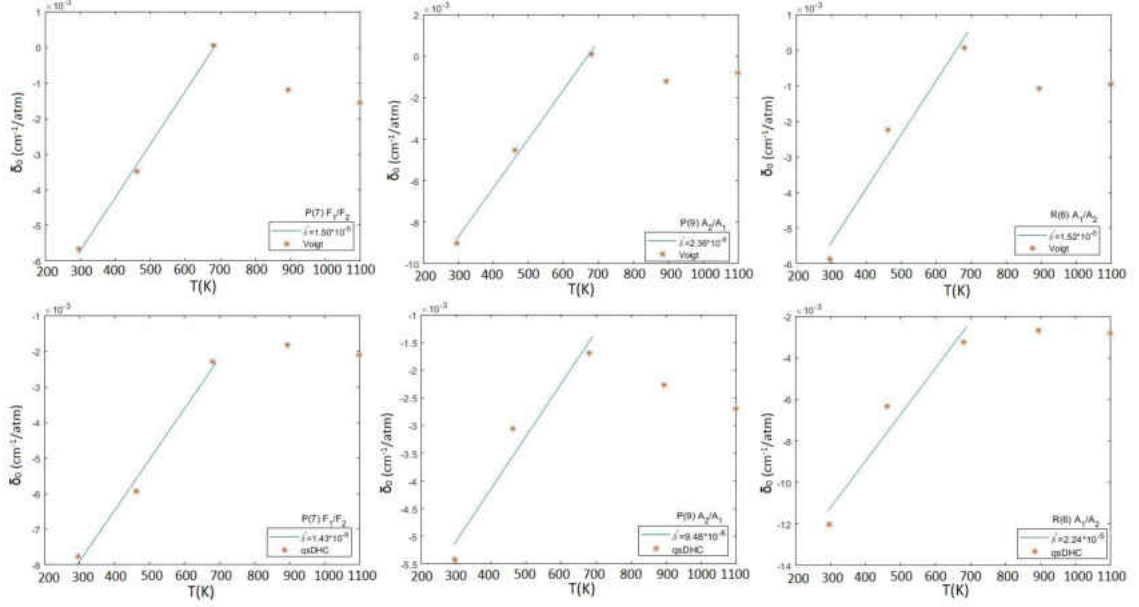 ×10⁻³
1
0
-1
-2
-3
-4
-5
-6
δ₀ (cm⁻¹/atm)
P(7) F₁/F₂
δ'=1.50*10⁻⁵
Voigt
200 300 400 500 600 700 800 900 1000 1100
T(K)
×10⁻³
2
0
-2
-4
-6
-8
-10
δ₀ (cm⁻¹/atm)
P(9) A₂/A₁
δ'=2.36*10⁻⁵
Voigt
200 300 400 500 600 700 800 900 1000 1100
T(K)
×10⁻³
1
0
-1
-2
-3
-4
-5
-6
δ₀ (cm⁻¹/atm)
R(6) A₁/A₂
δ'=1.52*10⁻⁵
Voigt
200 300 400 500 600 700 800 900 1000 1100
T(K)
×10⁻³
-1
-2
-3
-4
-5
-6
-7
-8
δ₀ (cm⁻¹/atm)
P(7) F₁/F₂
δ'=1.43*10⁻⁵
qsDHC
200 300 400 500 600 700 800 900 1000 1100
T(K)
×10⁻³
-1
-1.5
-2
-2.5
-3
-3.5
-4
-4.5
-5
-5.5
δ₀ (cm⁻¹/atm)
P(9) A₂/A₁
δ'=9.48*10⁻⁶
qsDHC
200 300 400 500 600 700 800 900 1000 1100
T(K)
×10⁻³
-2
-4
-6
-8
-10
-12
-14
δ₀ (cm⁻¹/atm)
R(6) A₁/A₂
δ'=2.24*10⁻⁵
qsDHC
200 300 400 500 600 700 800 900 1000 1100
T(K)